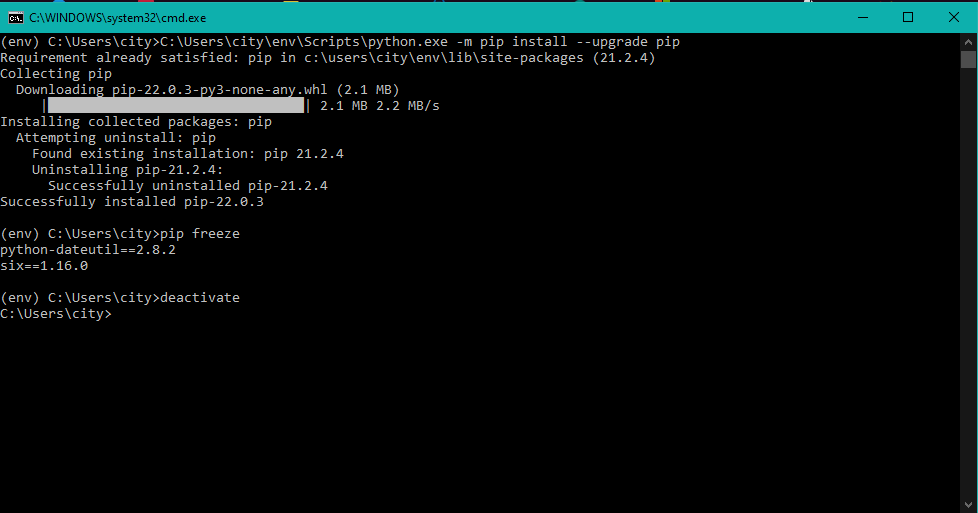 C:\WINDOWS\system32\cmd.exe
(env) C:\Users\city>C:\Users\city\env\Scripts\python.exe -m pip install --upgrade pip
Requirement already satisfied: pip in c:\users\city\env\lib\site-packages (21.2.4)
Collecting pip
  Downloading pip-22.0.3-py3-none-any.whl (2.1 MB)
     |████████████████████████████████| 2.1 MB 2.2 MB/s
Installing collected packages: pip
  Attempting uninstall: pip
    Found existing installation: pip 21.2.4
    Uninstalling pip-21.2.4:
      Successfully uninstalled pip-21.2.4
Successfully installed pip-22.0.3
(env) C:\Users\city>pip freeze
python-dateutil==2.8.2
six==1.16.0
(env) C:\Users\city>deactivate
C:\Users\city>